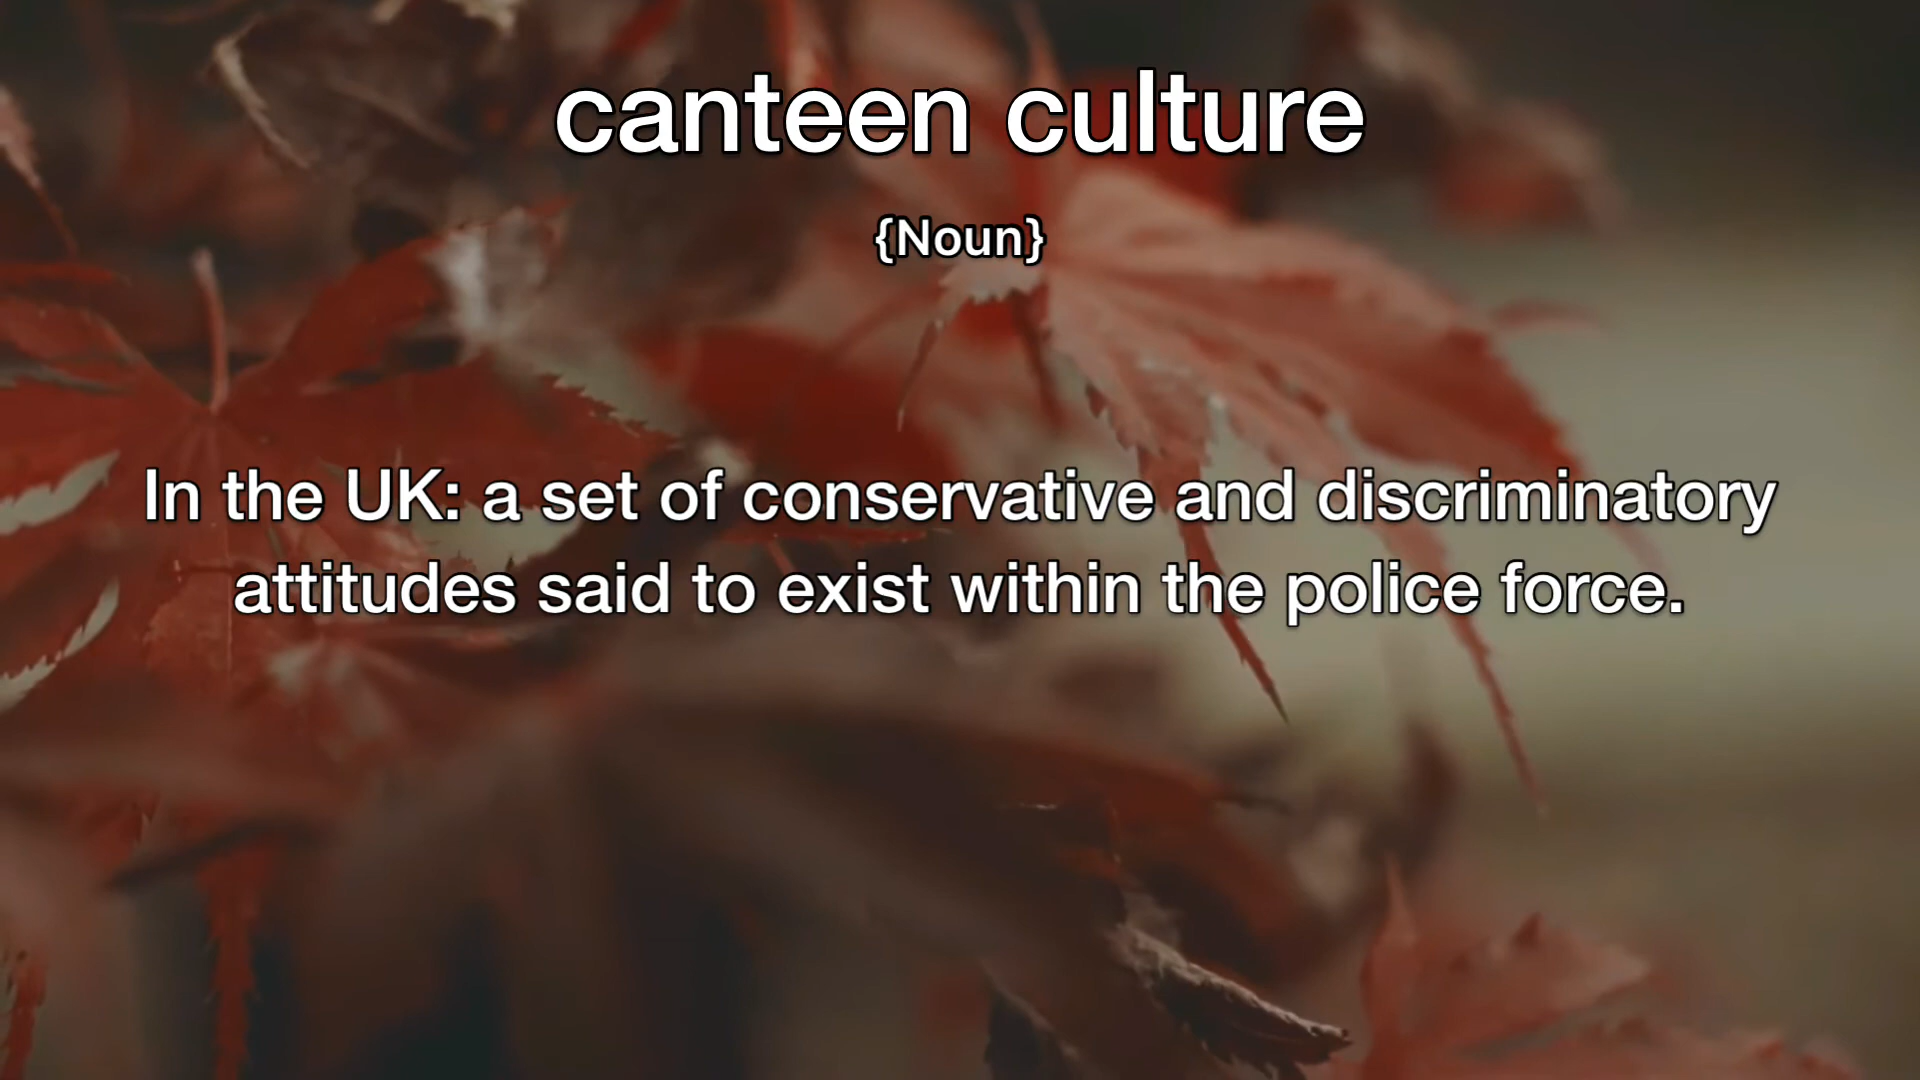 canteen culture
{Noun}
In the UK: a set of conservative and discriminatory
attitudes said to exist within the police force.